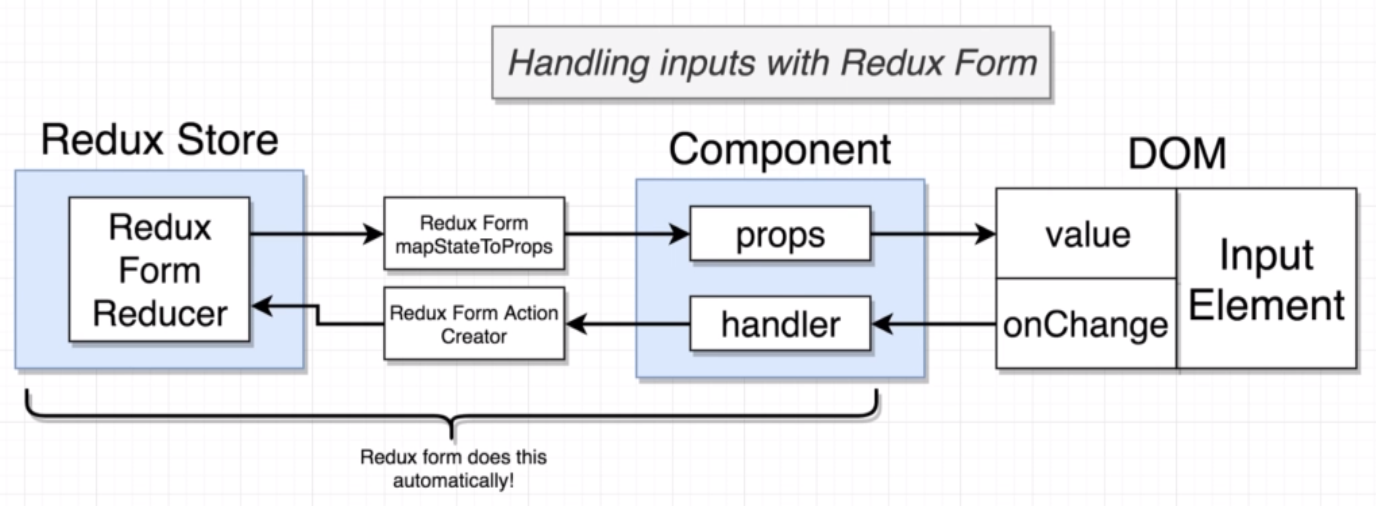 Handling inputs with Redux Form
Redux Store
Component
DOM
Redux
Form
Reducer
Redux Form
mapStateToProps
props
value
Input
Element
Redux Form Action
Creator
handler
onChange
Redux form does this
automatically!